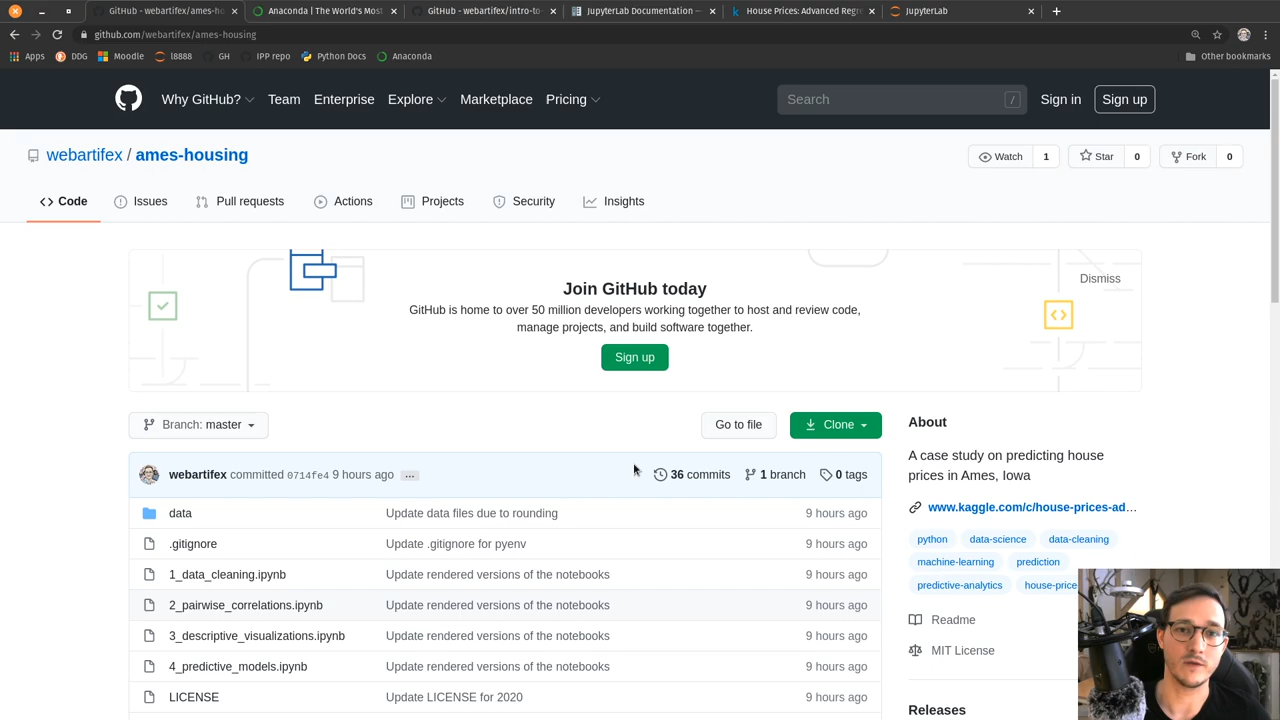 GitHub - webartifex/ames-ho
Anaconda | The World's Most
GitHub - webartifex/intro-to-
JupyterLab Documentation —
House Prices: Advanced Regr
JupyterLab
github.com/webartifex/ames-housing
Apps
DDG
Moodle
l8888
GH
IPP repo
Python Docs
Anaconda
Other bookmarks
Why GitHub?
Team
Enterprise
Explore
Marketplace
Pricing
Search
/
Sign in
Sign up
webartifex / ames-housing
Watch 1
Star 0
Fork 0
Code
Issues
Pull requests
Actions
Projects
Security
Insights
Join GitHub today
Dismiss
GitHub is home to over 50 million developers working together to host and review code,
manage projects, and build software together.
Sign up
Branch: master
Go to file
Clone
webartifex committed 0714fe4 9 hours ago ...
36 commits
1 branch
0 tags
data Update data files due to rounding 9 hours ago
.gitignore Update .gitignore for pyenv 9 hours ago
1_data_cleaning.ipynb Update rendered versions of the notebooks 9 hours ago
2_pairwise_correlations.ipynb Update rendered versions of the notebooks 9 hours ago
3_descriptive_visualizations.ipynb Update rendered versions of the notebooks 9 hours ago
4_predictive_models.ipynb Update rendered versions of the notebooks 9 hours ago
LICENSE Update LICENSE for 2020 9 hours ago
About
A case study on predicting house
prices in Ames, Iowa
www.kaggle.com/c/house-prices-ad...
python
data-science
data-cleaning
machine-learning
prediction
predictive-analytics
house-price
Readme
MIT License
Releases